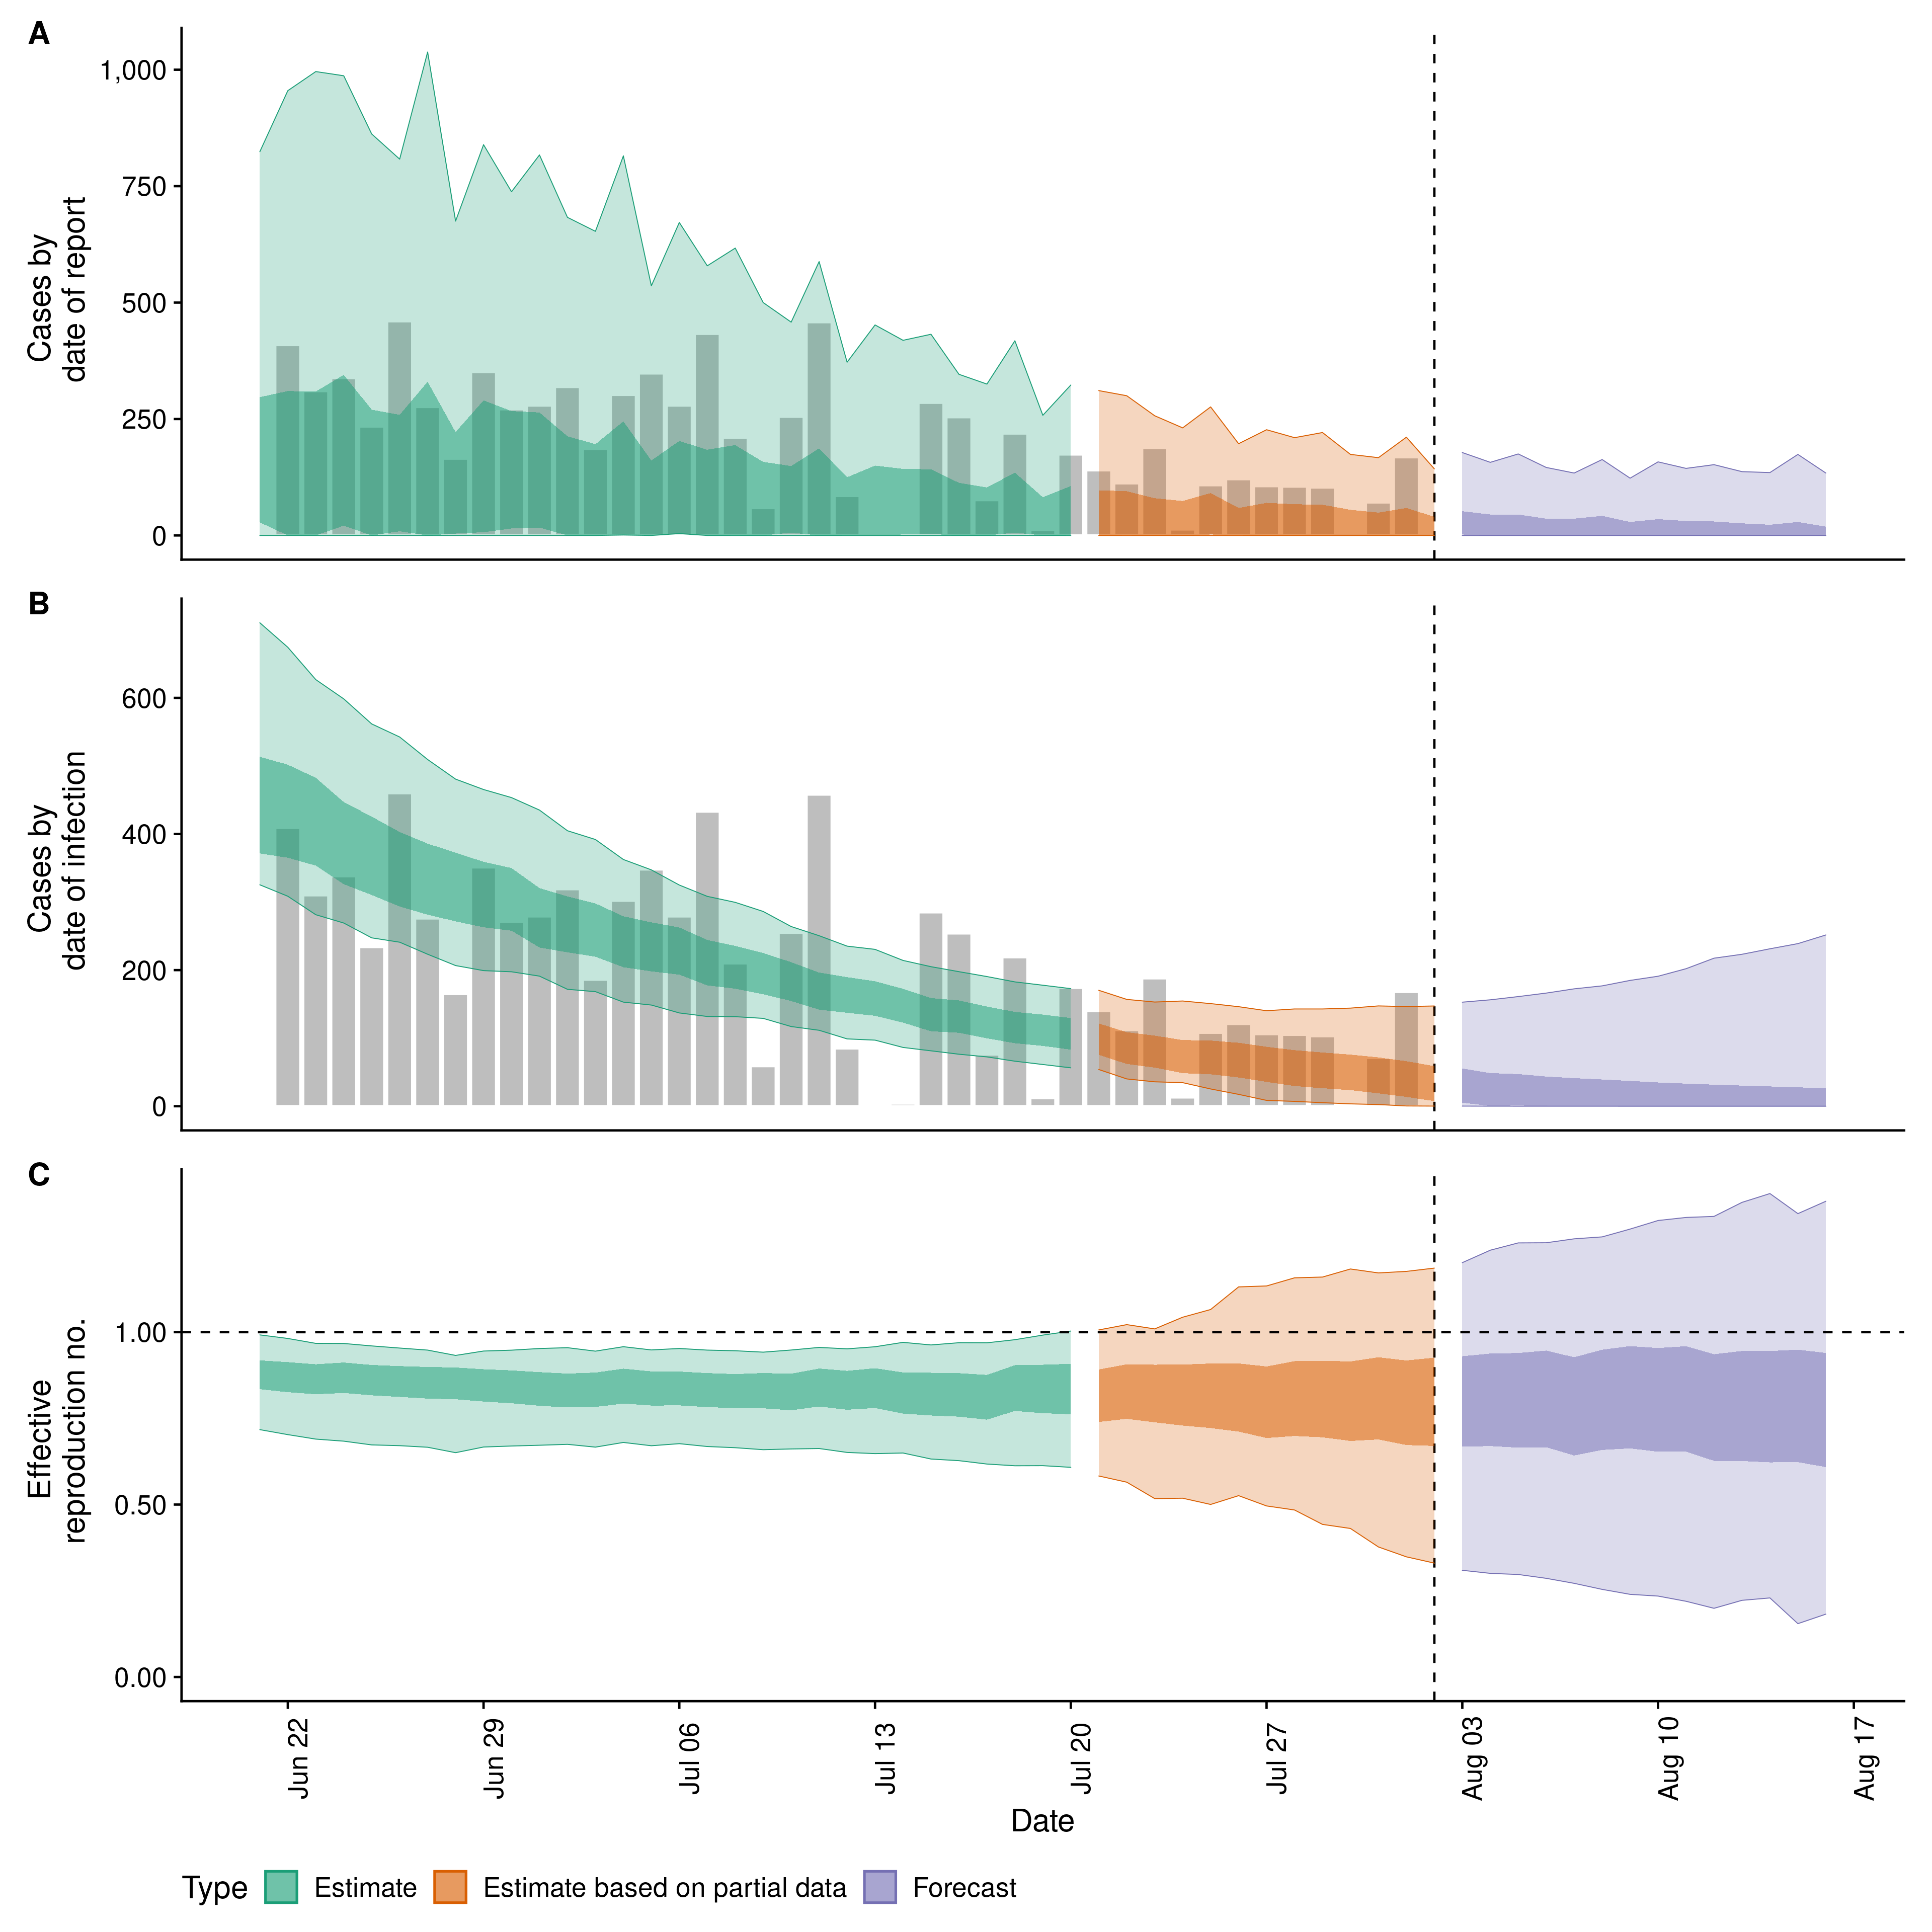 A
1,000
750
500
250
0
Cases by
date of report
B
600
400
200
0
Cases by
date of infection
C
1.00
0.50
0.00
Effective
reproduction no.
Jun 22
Jun 29
Jul 06
Jul 13
Jul 20
Jul 27
Aug 03
Aug 10
Aug 17
Date
Type Estimate Estimate based on partial data Forecast